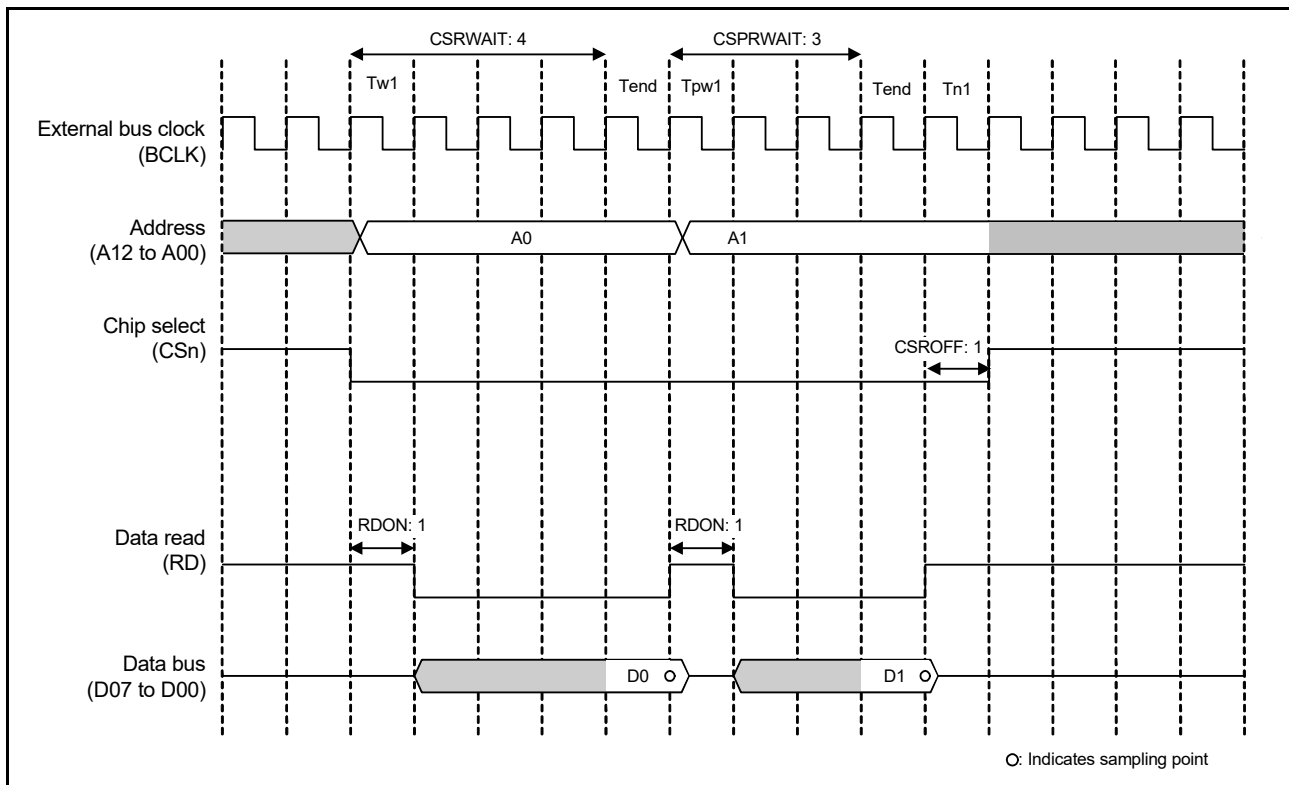 CSRWAIT: 4 CSPRWAIT: 3
Tw1 Tend Tpw1 Tend Tn1
External bus clock
(BCLK)
Address
(A12 to A00)
A0 A1
Chip select
(CSn)
CSROFF: 1
RDON: 1 RDON: 1
Data read
(RD)
Data bus
(D07 to D00)
D0 D1
: Indicates sampling point